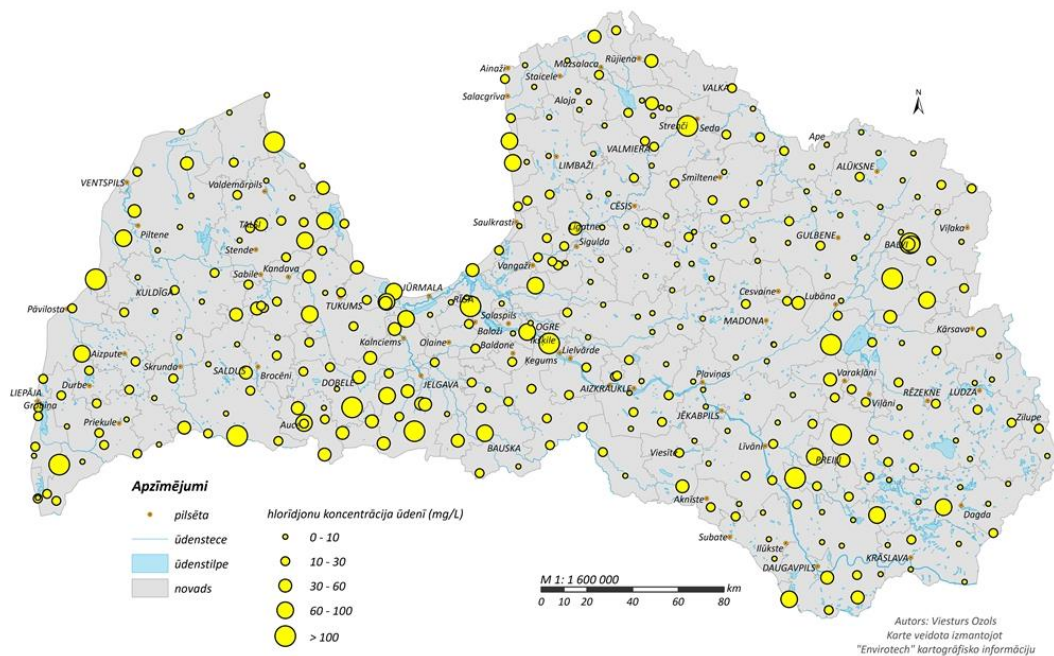 Rūjiena
Mazsalaca
Ainaži
Staicele
VALKA
Salacgrīva
Aloja
Strenči
Seda
Ape
VALMIERA
ALŪKSNE
LIMBAŽI
Smiltene
VENTSPILS
Valdemārpils
CĒSIS
Saulkrasti
TALSI
Piltene
Līgatne
Viļaka
GULBENE
BALVI
Sigulda
Stende
Vangaži
Sabile
Kandava
JŪRMALA
Cesvaine
KULDĪGA
TUKUMS
RĪGA
Lubāna
Pāvilosta
Salaspils
MADONA
Kārsava
Baloži
OGRE
Kalnciems
Olaine
Ikšķile
Baldone
Lielvārde
Aizpute
Ķegums
Skrunda
SALDUS
Brocēni
Pļaviņas
Varakļāni
DOBELE
JELGAVA
AIZKRAUKLE
Durbe
LUDZA
Viļāni
RĒZEKNE
LIEPĀJA
Grobiņa
JĒKABPILS
Zilupe
Priekule
Auce
BAUSKA
Līvāni
Viesīte
PREIĻI
Apzīmējumi
pilsēta
ūdenstece
ūdenstilpe
novads
hlorīdjonu koncentrācija ūdenī (mg/L)
0 - 10
10 - 30
30 - 60
60 - 100
> 100
Aknīste
Dagda
Subate
Ilūkste
KRĀSLAVA
DAUGAVPILS
M 1: 1 600 000
km
0 10 20 40 60 80
N
Autors: Viesturs Ozols
Karte veidota izmantojot
"Envirotech" kartogrāfisko informāciju